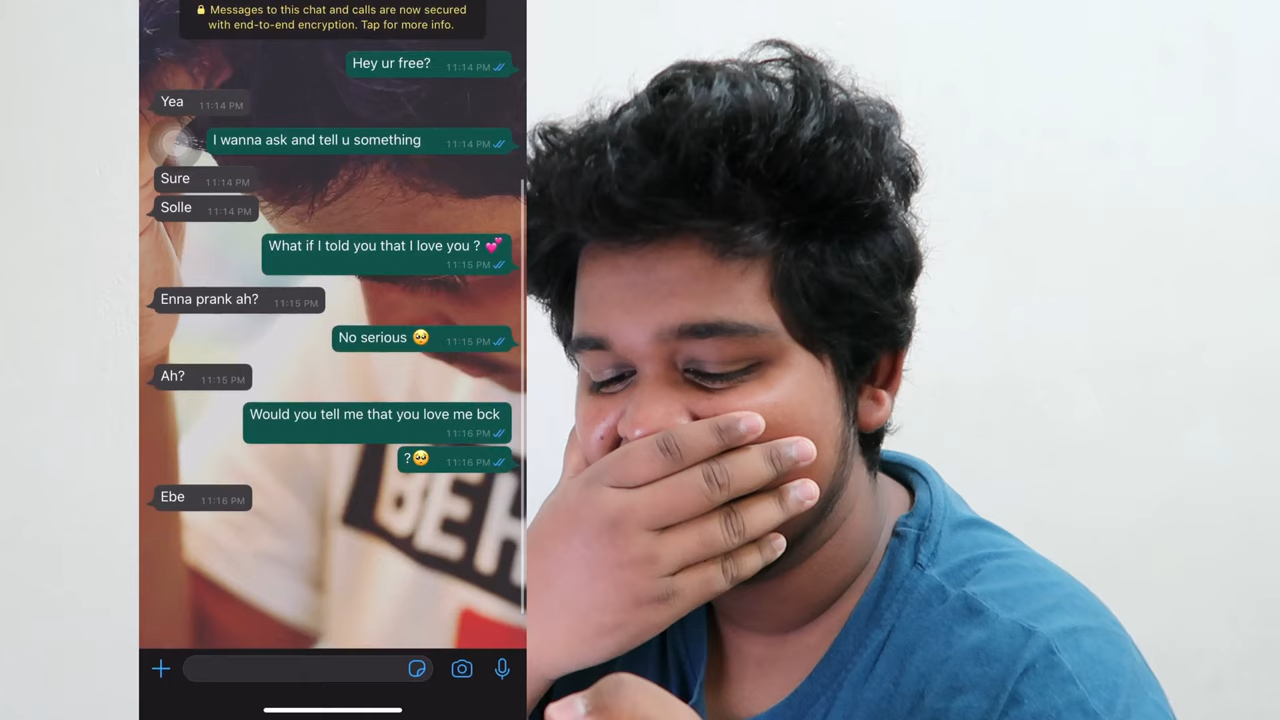 Messages to this chat and calls are now secured
with end-to-end encryption. Tap for more info.
Hey ur free? 11:14 PM
Yea 11:14 PM
I wanna ask and tell u something 11:14 PM
Sure 11:14 PM
Solle 11:14 PM
What if I told you that I love you ? 💕
11:15 PM
Enna prank ah? 11:15 PM
No serious 🥺 11:15 PM
Ah? 11:15 PM
Would you tell me that you love me bck
11:16 PM
?🥺 11:16 PM
Ebe 11:16 PM